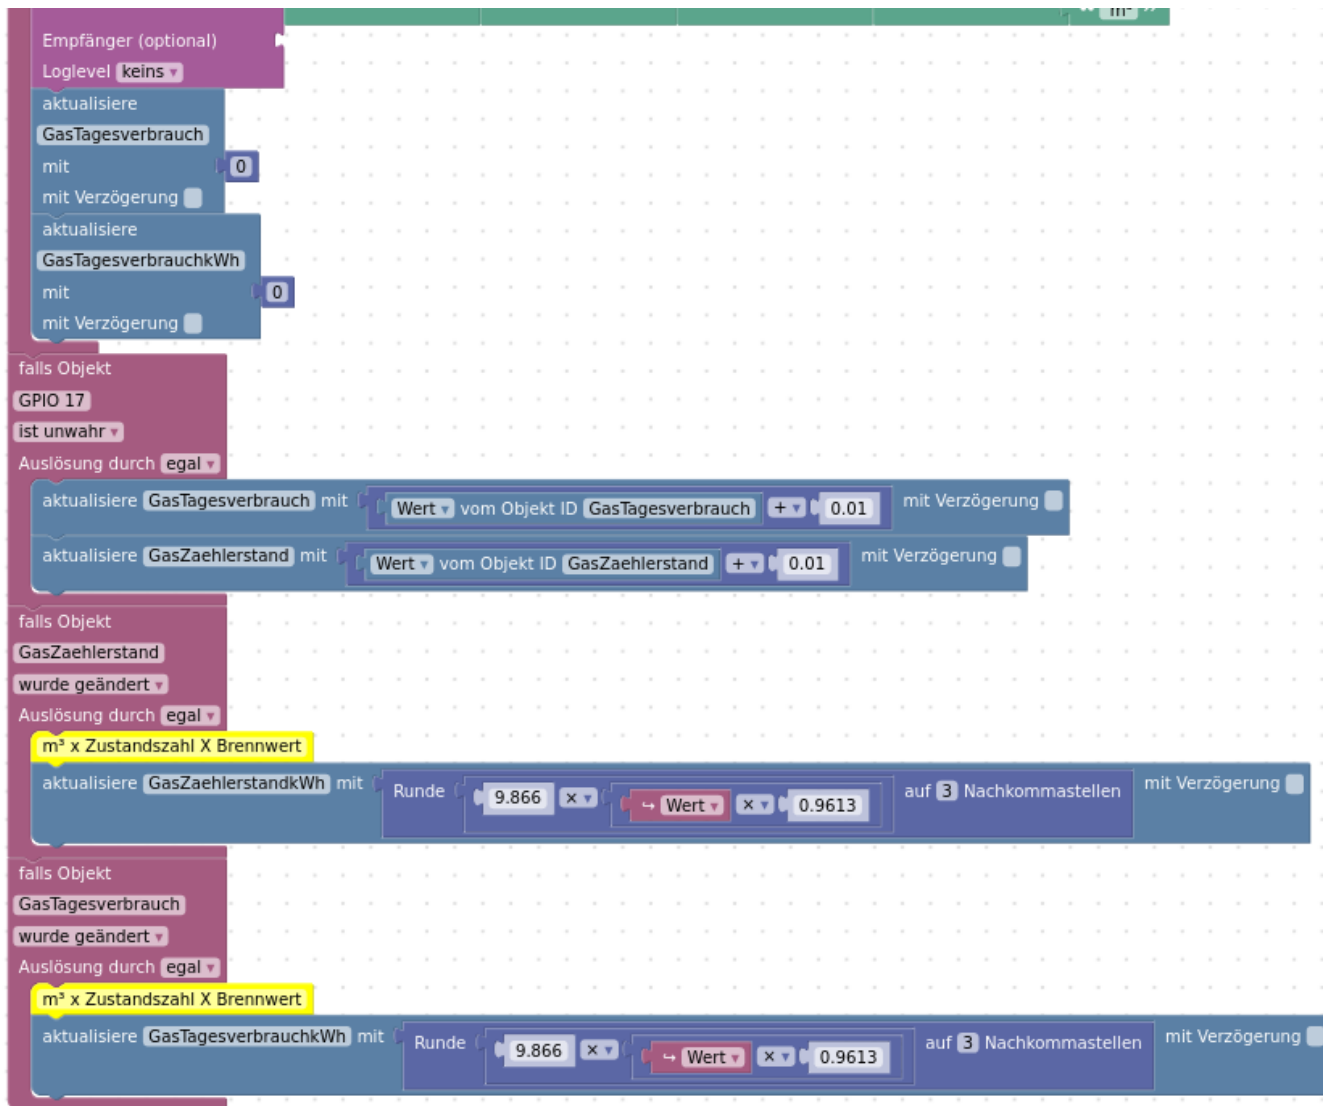 m³
Empfänger (optional)
Loglevel keins
aktualisiere
GasTagesverbrauch
mit 0
mit Verzögerung
aktualisiere
GasTagesverbrauchkWh
mit 0
mit Verzögerung
falls Objekt
GPIO 17
ist unwahr
Auslösung durch egal
aktualisiere GasTagesverbrauch mit Wert vom Objekt ID GasTagesverbrauch + 0.01 mit Verzögerung
aktualisiere GasZaehlerstand mit Wert vom Objekt ID GasZaehlerstand + 0.01 mit Verzögerung
falls Objekt
GasZaehlerstand
wurde geändert
Auslösung durch egal
m³ x Zustandszahl X Brennwert
aktualisiere GasZaehlerstandkWh mit Runde 9.866 × Wert × 0.9613 auf 3 Nachkommastellen mit Verzögerung
falls Objekt
GasTagesverbrauch
wurde geändert
Auslösung durch egal
m³ x Zustandszahl X Brennwert
aktualisiere GasTagesverbrauchkWh mit Runde 9.866 × Wert × 0.9613 auf 3 Nachkommastellen mit Verzögerung